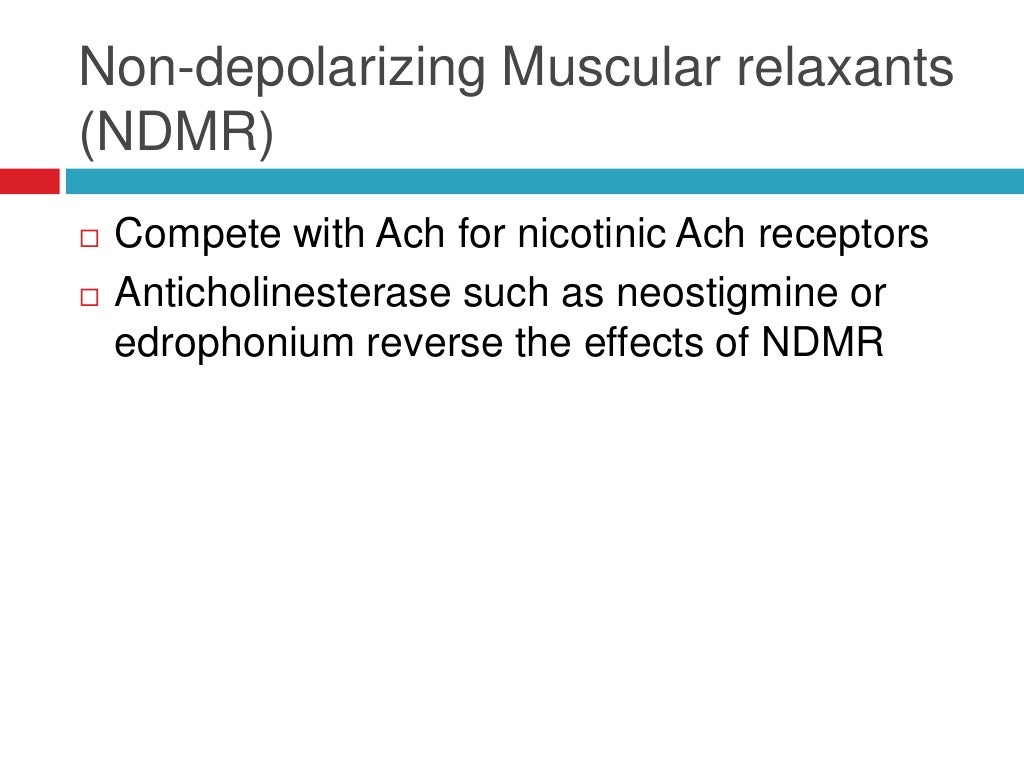 Non-depolarizing Muscular relaxants
(NDMR)
Compete with Ach for nicotinic Ach receptors
Anticholinesterase such as neostigmine or
edrophonium reverse the effects of NDMR